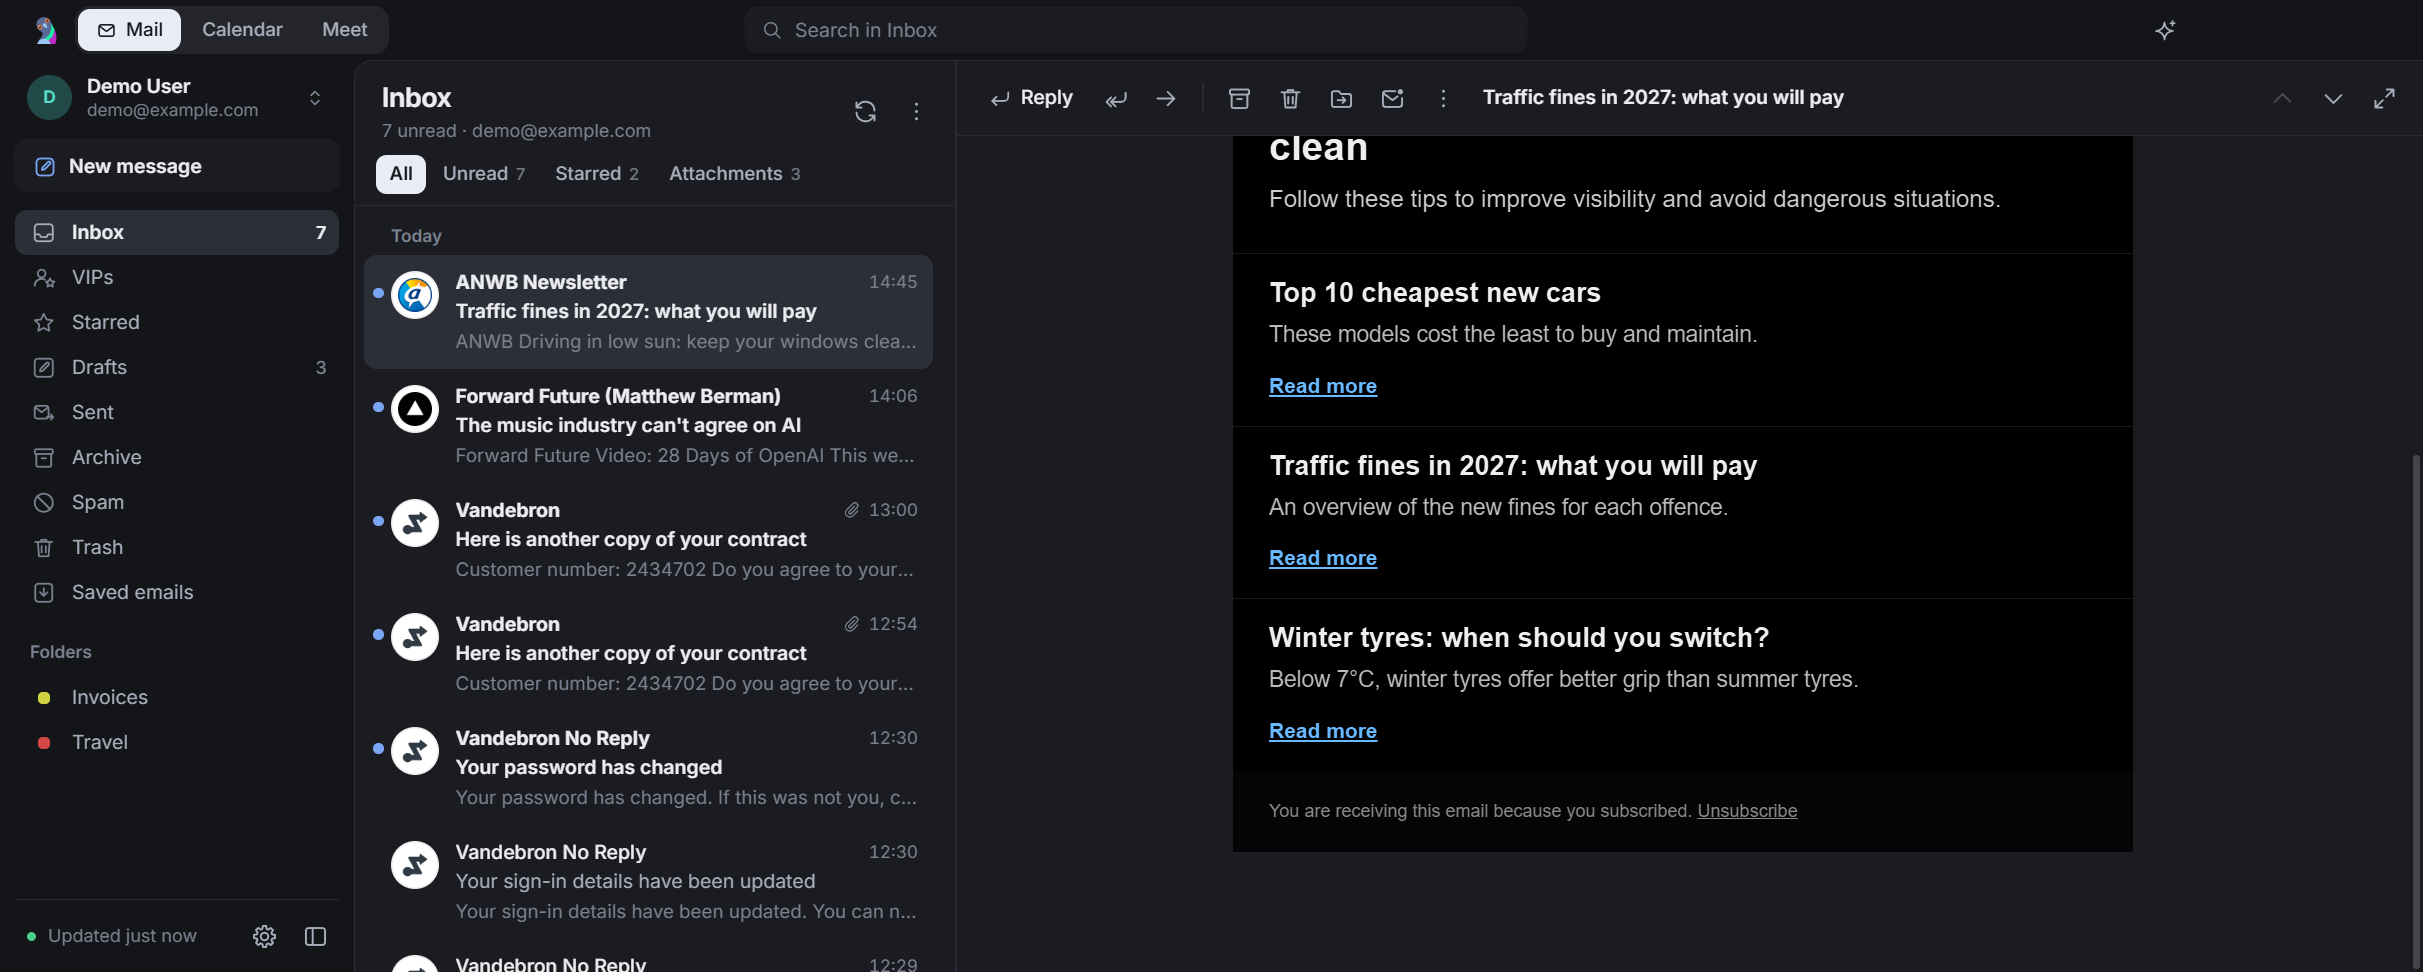 Mail
Calendar
Meet
Search in Inbox
D
Demo User
demo@example.com
New message
Inbox 7
VIPs
Starred
Drafts 3
Sent
Archive
Spam
Trash
Saved emails
Folders
Invoices
Travel
Updated just now
Inbox
7 unread · demo@example.com
All
Unread 7
Starred 2
Attachments 3
Today
ANWB Newsletter 14:45
Traffic fines in 2027: what you will pay
ANWB Driving in low sun: keep your windows clea...
Forward Future (Matthew Berman) 14:06
The music industry can't agree on AI
Forward Future Video: 28 Days of OpenAI This we...
Vandebron 13:00
Here is another copy of your contract
Customer number: 2434702 Do you agree to your...
Vandebron 12:54
Here is another copy of your contract
Customer number: 2434702 Do you agree to your...
Vandebron No Reply 12:30
Your password has changed
Your password has changed. If this was not you, c...
Vandebron No Reply 12:30
Your sign-in details have been updated
Your sign-in details have been updated. You can n...
Vandebron No Reply 12:29
Reply
Traffic fines in 2027: what you will pay
clean
Follow these tips to improve visibility and avoid dangerous situations.
Top 10 cheapest new cars
These models cost the least to buy and maintain.
Read more
Traffic fines in 2027: what you will pay
An overview of the new fines for each offence.
Read more
Winter tyres: when should you switch?
Below 7°C, winter tyres offer better grip than summer tyres.
Read more
You are receiving this email because you subscribed. Unsubscribe